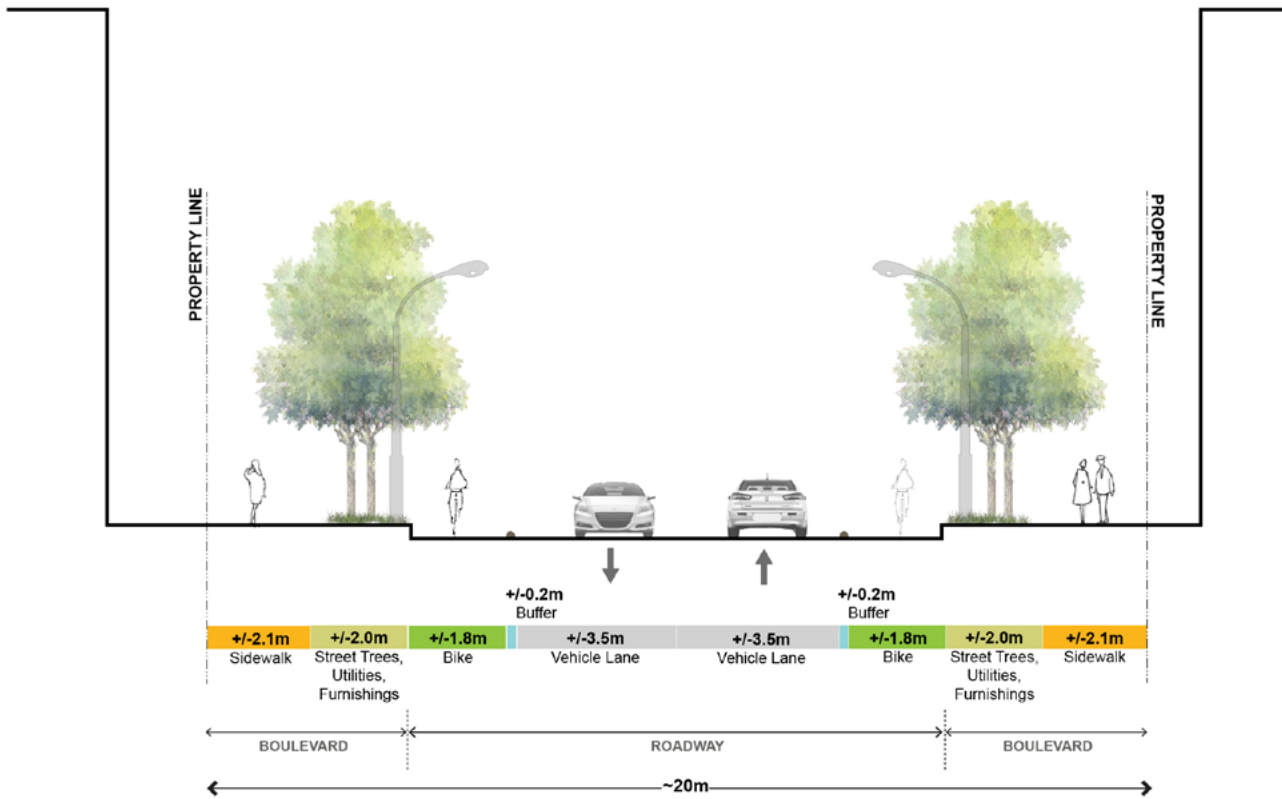 PROPERTY LINE
PROPERTY LINE
+/-0.2m
Buffer
+/-0.2m
Buffer
+/-2.1m
Sidewalk
+/-2.0m
Street Trees,
Utilities,
Furnishings
+/-1.8m
Bike
+/-3.5m
Vehicle Lane
+/-3.5m
Vehicle Lane
+/-1.8m
Bike
+/-2.0m
Street Trees,
Utilities,
Furnishings
+/-2.1m
Sidewalk
BOULEVARD
ROADWAY
BOULEVARD
~20m